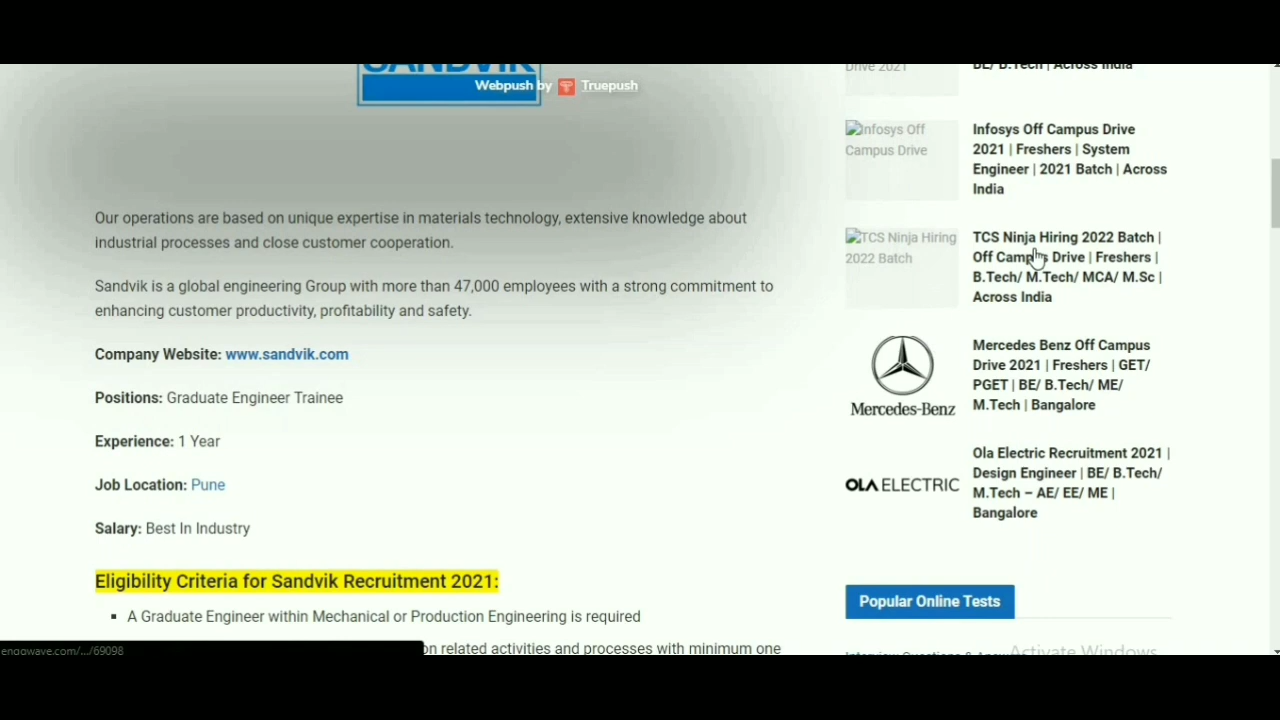 SANDVIK
Webpush by Truepush
Our operations are based on unique expertise in materials technology, extensive knowledge about
industrial processes and close customer cooperation.
Sandvik is a global engineering Group with more than 47,000 employees with a strong commitment to
enhancing customer productivity, profitability and safety.
Company Website: www.sandvik.com
Positions: Graduate Engineer Trainee
Experience: 1 Year
Job Location: Pune
Salary: Best In Industry
Eligibility Criteria for Sandvik Recruitment 2021:
▪ A Graduate Engineer within Mechanical or Production Engineering is required
on related activities and processes with minimum one
Drive 2021
BE/ B.Tech | Across India
Infosys Off
Campus Drive
Infosys Off Campus Drive
2021 | Freshers | System
Engineer | 2021 Batch | Across
India
TCS Ninja Hiring
2022 Batch
TCS Ninja Hiring 2022 Batch |
Off Campus Drive | Freshers |
B.Tech/ M.Tech/ MCA/ M.Sc |
Across India
Mercedes-Benz
Mercedes Benz Off Campus
Drive 2021 | Freshers | GET/
PGET | BE/ B.Tech/ ME/
M.Tech | Bangalore
OLA ELECTRIC
Ola Electric Recruitment 2021 |
Design Engineer | BE/ B.Tech/
M.Tech – AE/ EE/ ME |
Bangalore
Popular Online Tests
Interview Questions &
Activate Windows
enggwave.com/.../69098